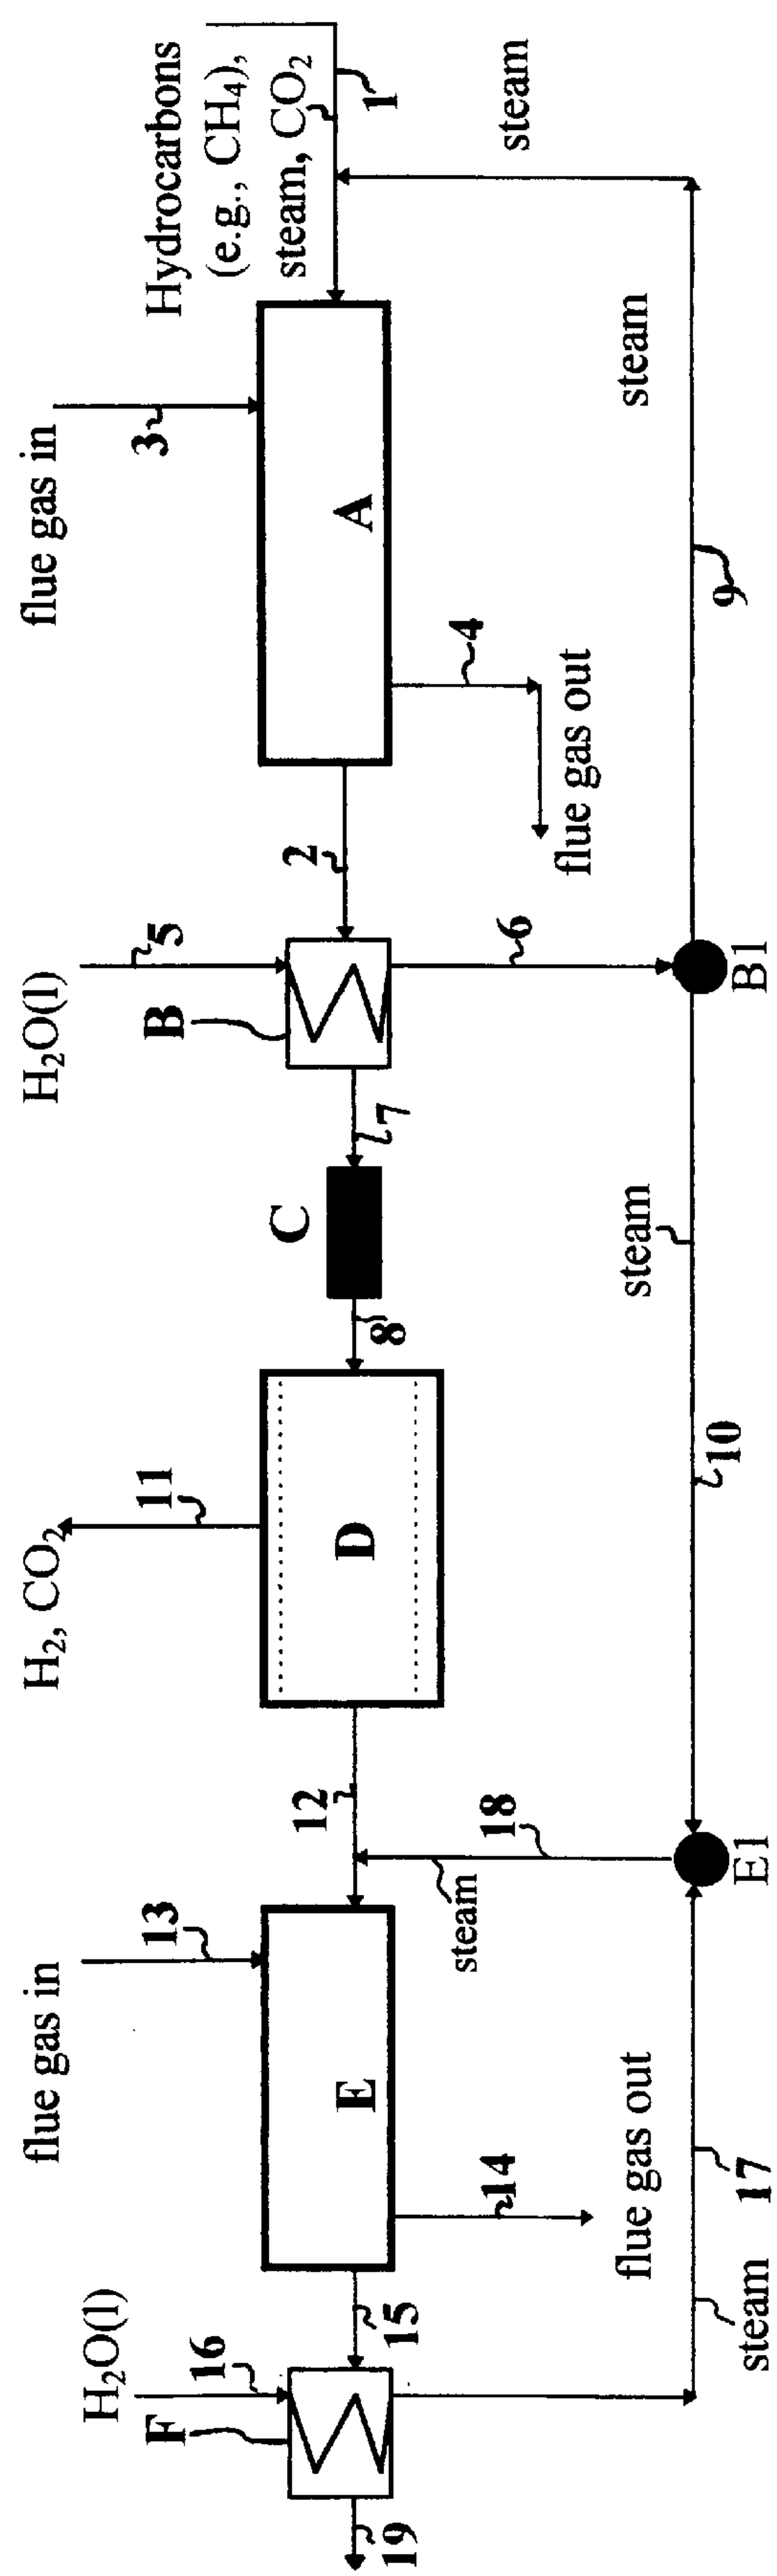 Hydrocarbons
(e.g., CH₄),
steam, CO₂
1
steam
flue gas in
3
A
4
flue gas out
steam
9
2
H₂O(l)
5
B
6
B1
7
C
8
steam
10
H₂, CO₂
11
D
12
18
steam
E1
flue gas in
13
E
14
flue gas out
17
steam
15
H₂O(l)
16
F
19